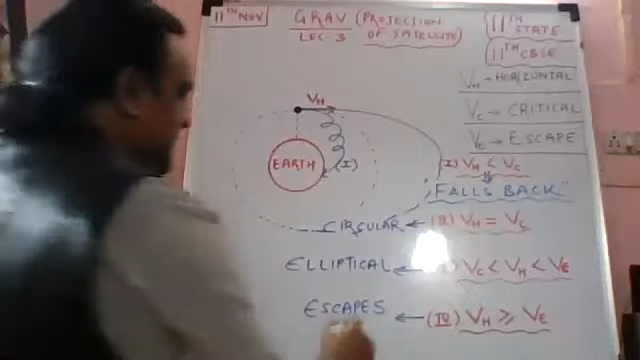 11TH NOV
GRAV (PROJECTION
LEC-3 OF SATELLITE)
11TH STATE
11TH CBSE
VH → HORIZONTAL
VC → CRITICAL
VE → ESCAPE
VH
EARTH
(I)
I) VH < VC
⇓
FALLS BACK
CIRCULAR ← (II) VH = VC
ELLIPTICAL ← ) VC < VH < VE
ESCAPES ← (IV) VH ≥ VE